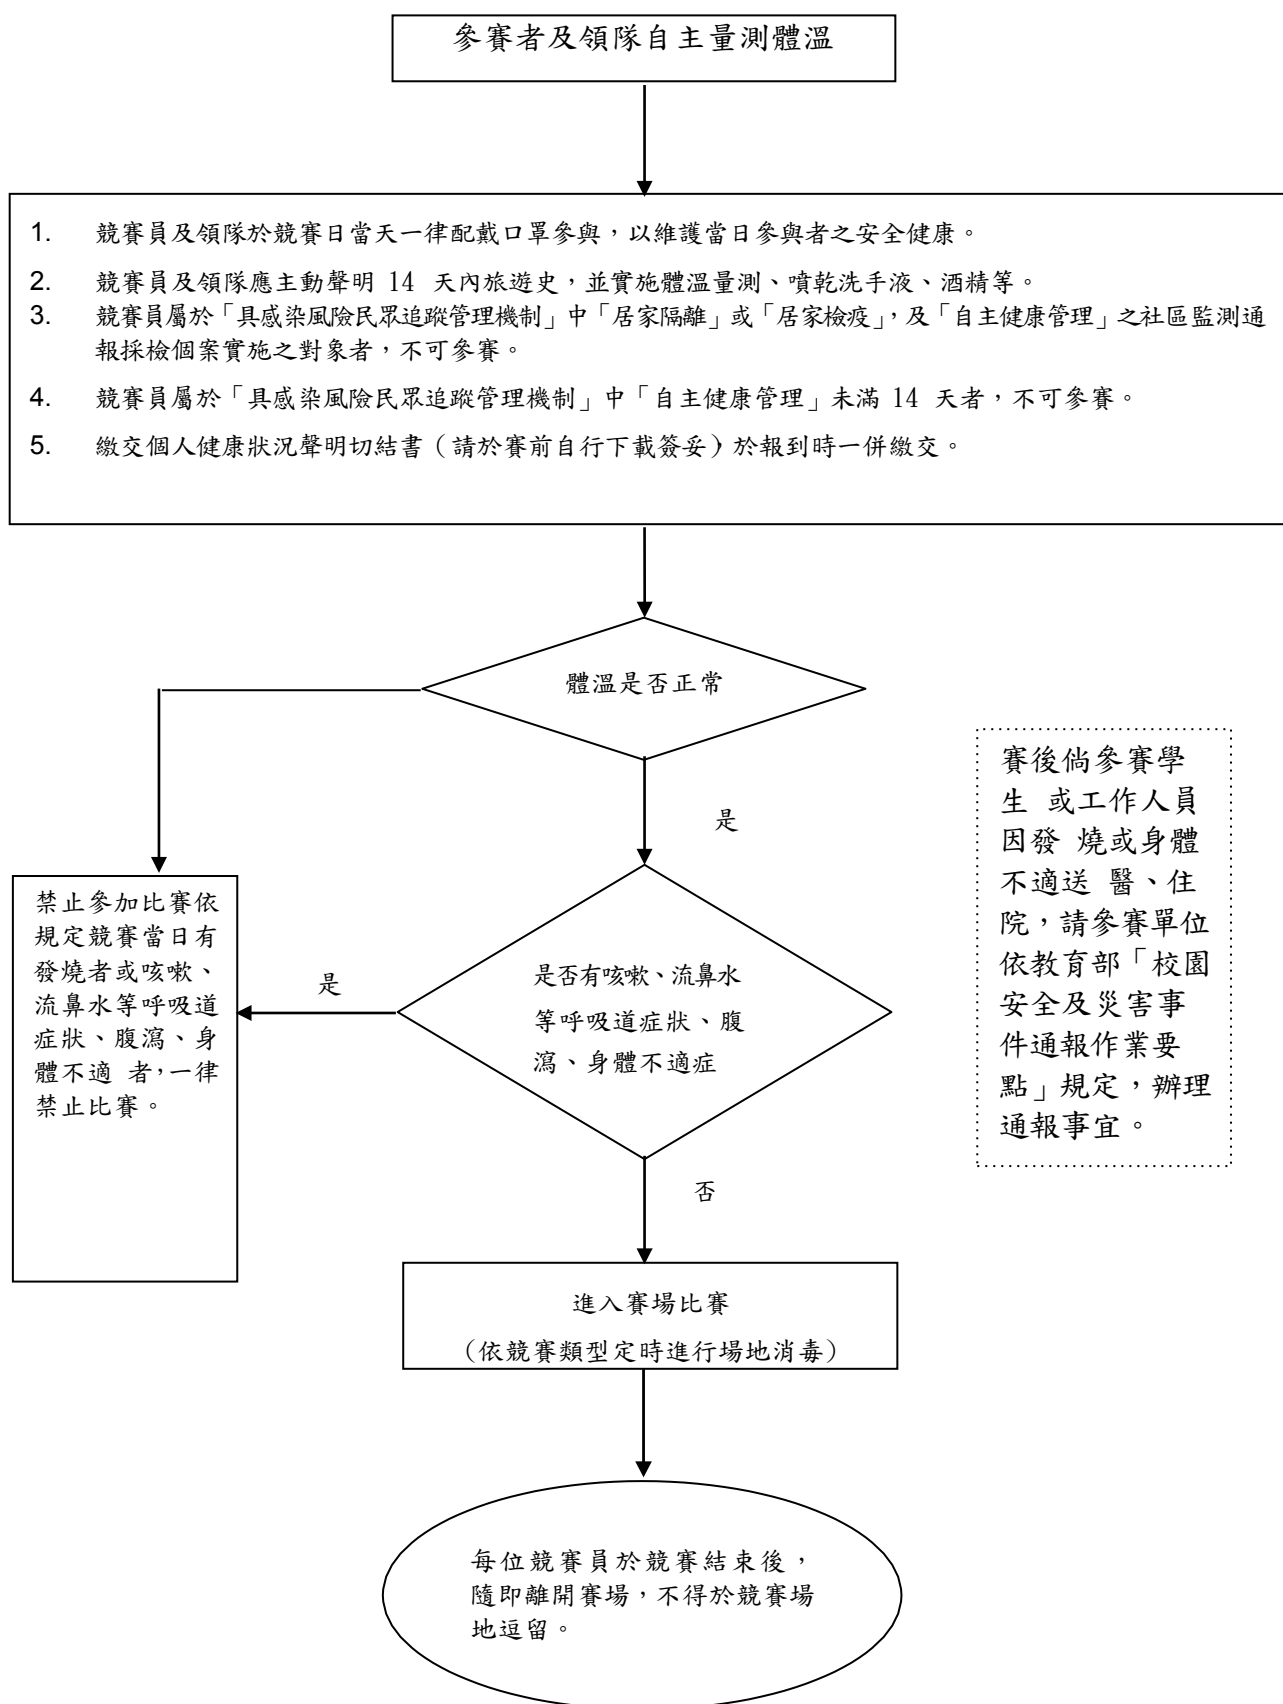 參賽者及領隊自主量測體溫
1. 競賽員及領隊於競賽日當天一律配戴口罩參與，以維護當日參與者之安全健康。
2. 競賽員及領隊應主動聲明 14 天內旅遊史，並實施體溫量測、噴乾洗手液、酒精等。
3. 競賽員屬於「具感染風險民眾追蹤管理機制」中「居家隔離」或「居家檢疫」，及「自主健康管理」之社區監測通
報採檢個案實施之對象者，不可參賽。
4. 競賽員屬於「具感染風險民眾追蹤管理機制」中「自主健康管理」未滿 14 天者，不可參賽。
5. 繳交個人健康狀況聲明切結書（請於賽前自行下載簽妥）於報到時一併繳交。
體溫是否正常
是
賽後倘參賽學
生 或工作人員
因發 燒或身體
不適送 醫、住
院，請參賽單位
依教育部「校園
安全及災害事
件通報作業要
點」規定，辦理
通報事宜。
禁止參加比賽依
規定競賽當日有
發燒者或咳嗽、
流鼻水等呼吸道
症狀、腹瀉、身
體不適 者，一律
禁止比賽。
是
是否有咳嗽、流鼻水
等呼吸道症狀、腹
瀉、身體不適症
否
進入賽場比賽
（依競賽類型定時進行場地消毒）
每位競賽員於競賽結束後，
隨即離開賽場，不得於競賽場
地逗留。